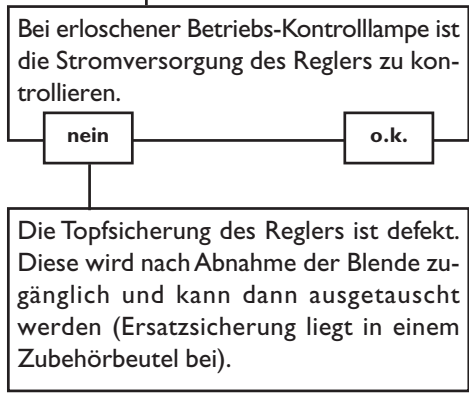 Bei erloschener Betriebs-Kontrolllampe ist
die Stromversorgung des Reglers zu kon-
trollieren.
nein
o.k.
Die Topfsicherung des Reglers ist defekt.
Diese wird nach Abnahme der Blende zu-
gänglich und kann dann ausgetauscht
werden (Ersatzsicherung liegt in einem
Zubehörbeutel bei).